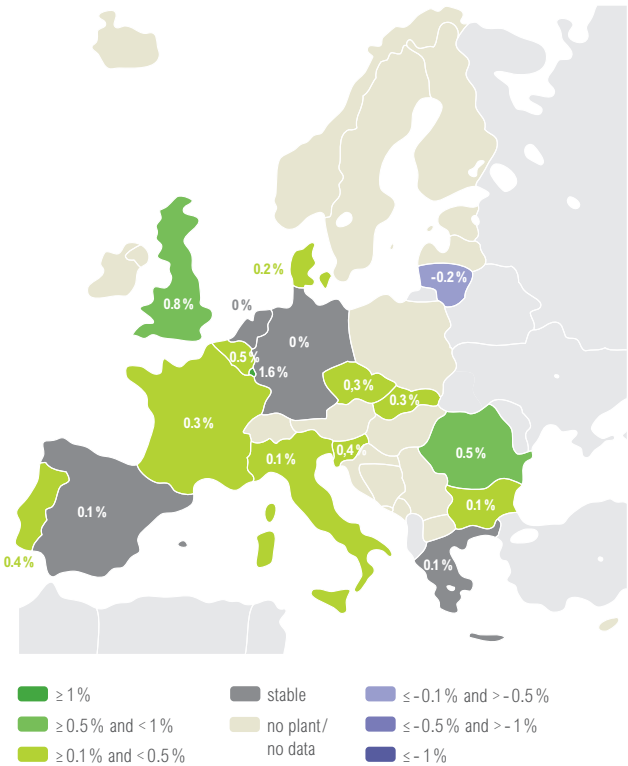 -0.2 %
0.2 %
0.8 %
0 %
0 %
0.5 %
1.6 %
0,3 %
0.3 %
0.3 %
0.5 %
0.4 %
0.1 %
0.1 %
0.1 %
0.1 %
0.4 %
≥ 1 %
≥ 0.5 % and < 1 %
≥ 0.1 % and < 0.5 %
stable
no plant/
no data
≤ - 0.1 % and > - 0.5 %
≤ - 0.5 % and > - 1 %
≤ - 1 %